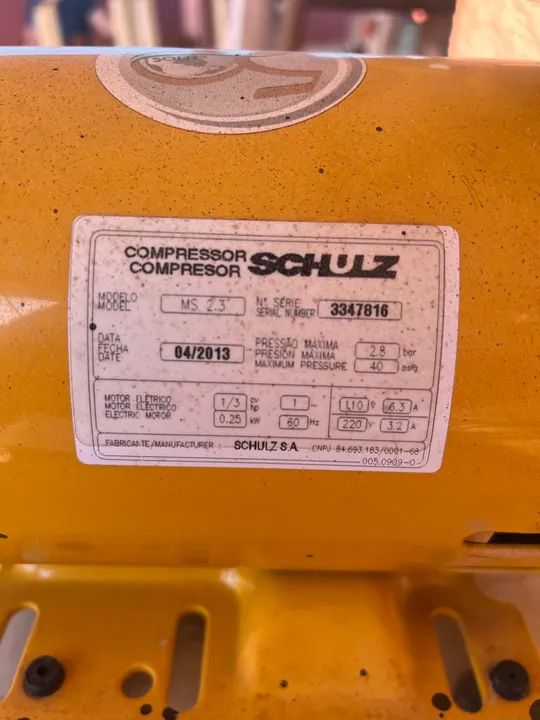 COMPRESSOR
COMPRESOR
SCHULZ
MODELO
MODEL
MS 2.3
Nº SÉRIE
SERIAL NUMBER
3347816
DATA
FECHA
DATE
04/2013
PRESSÃO MÁXIMA
PRESIÓN MÁXIMA
MAXIMUM PRESSURE
2.8 bar
40 psig
MOTOR ELÉTRICO
MOTOR ELÉCTRICO
ELECTRIC MOTOR
1/3 cv hp
0.25 kW
1 ~
60 Hz
110 V 6.3 A
220 V 3.2 A
FABRICANTE/MANUFACTURER : SCHULZ S.A. CNPJ 84.693.183/0001-68
005.0909-0